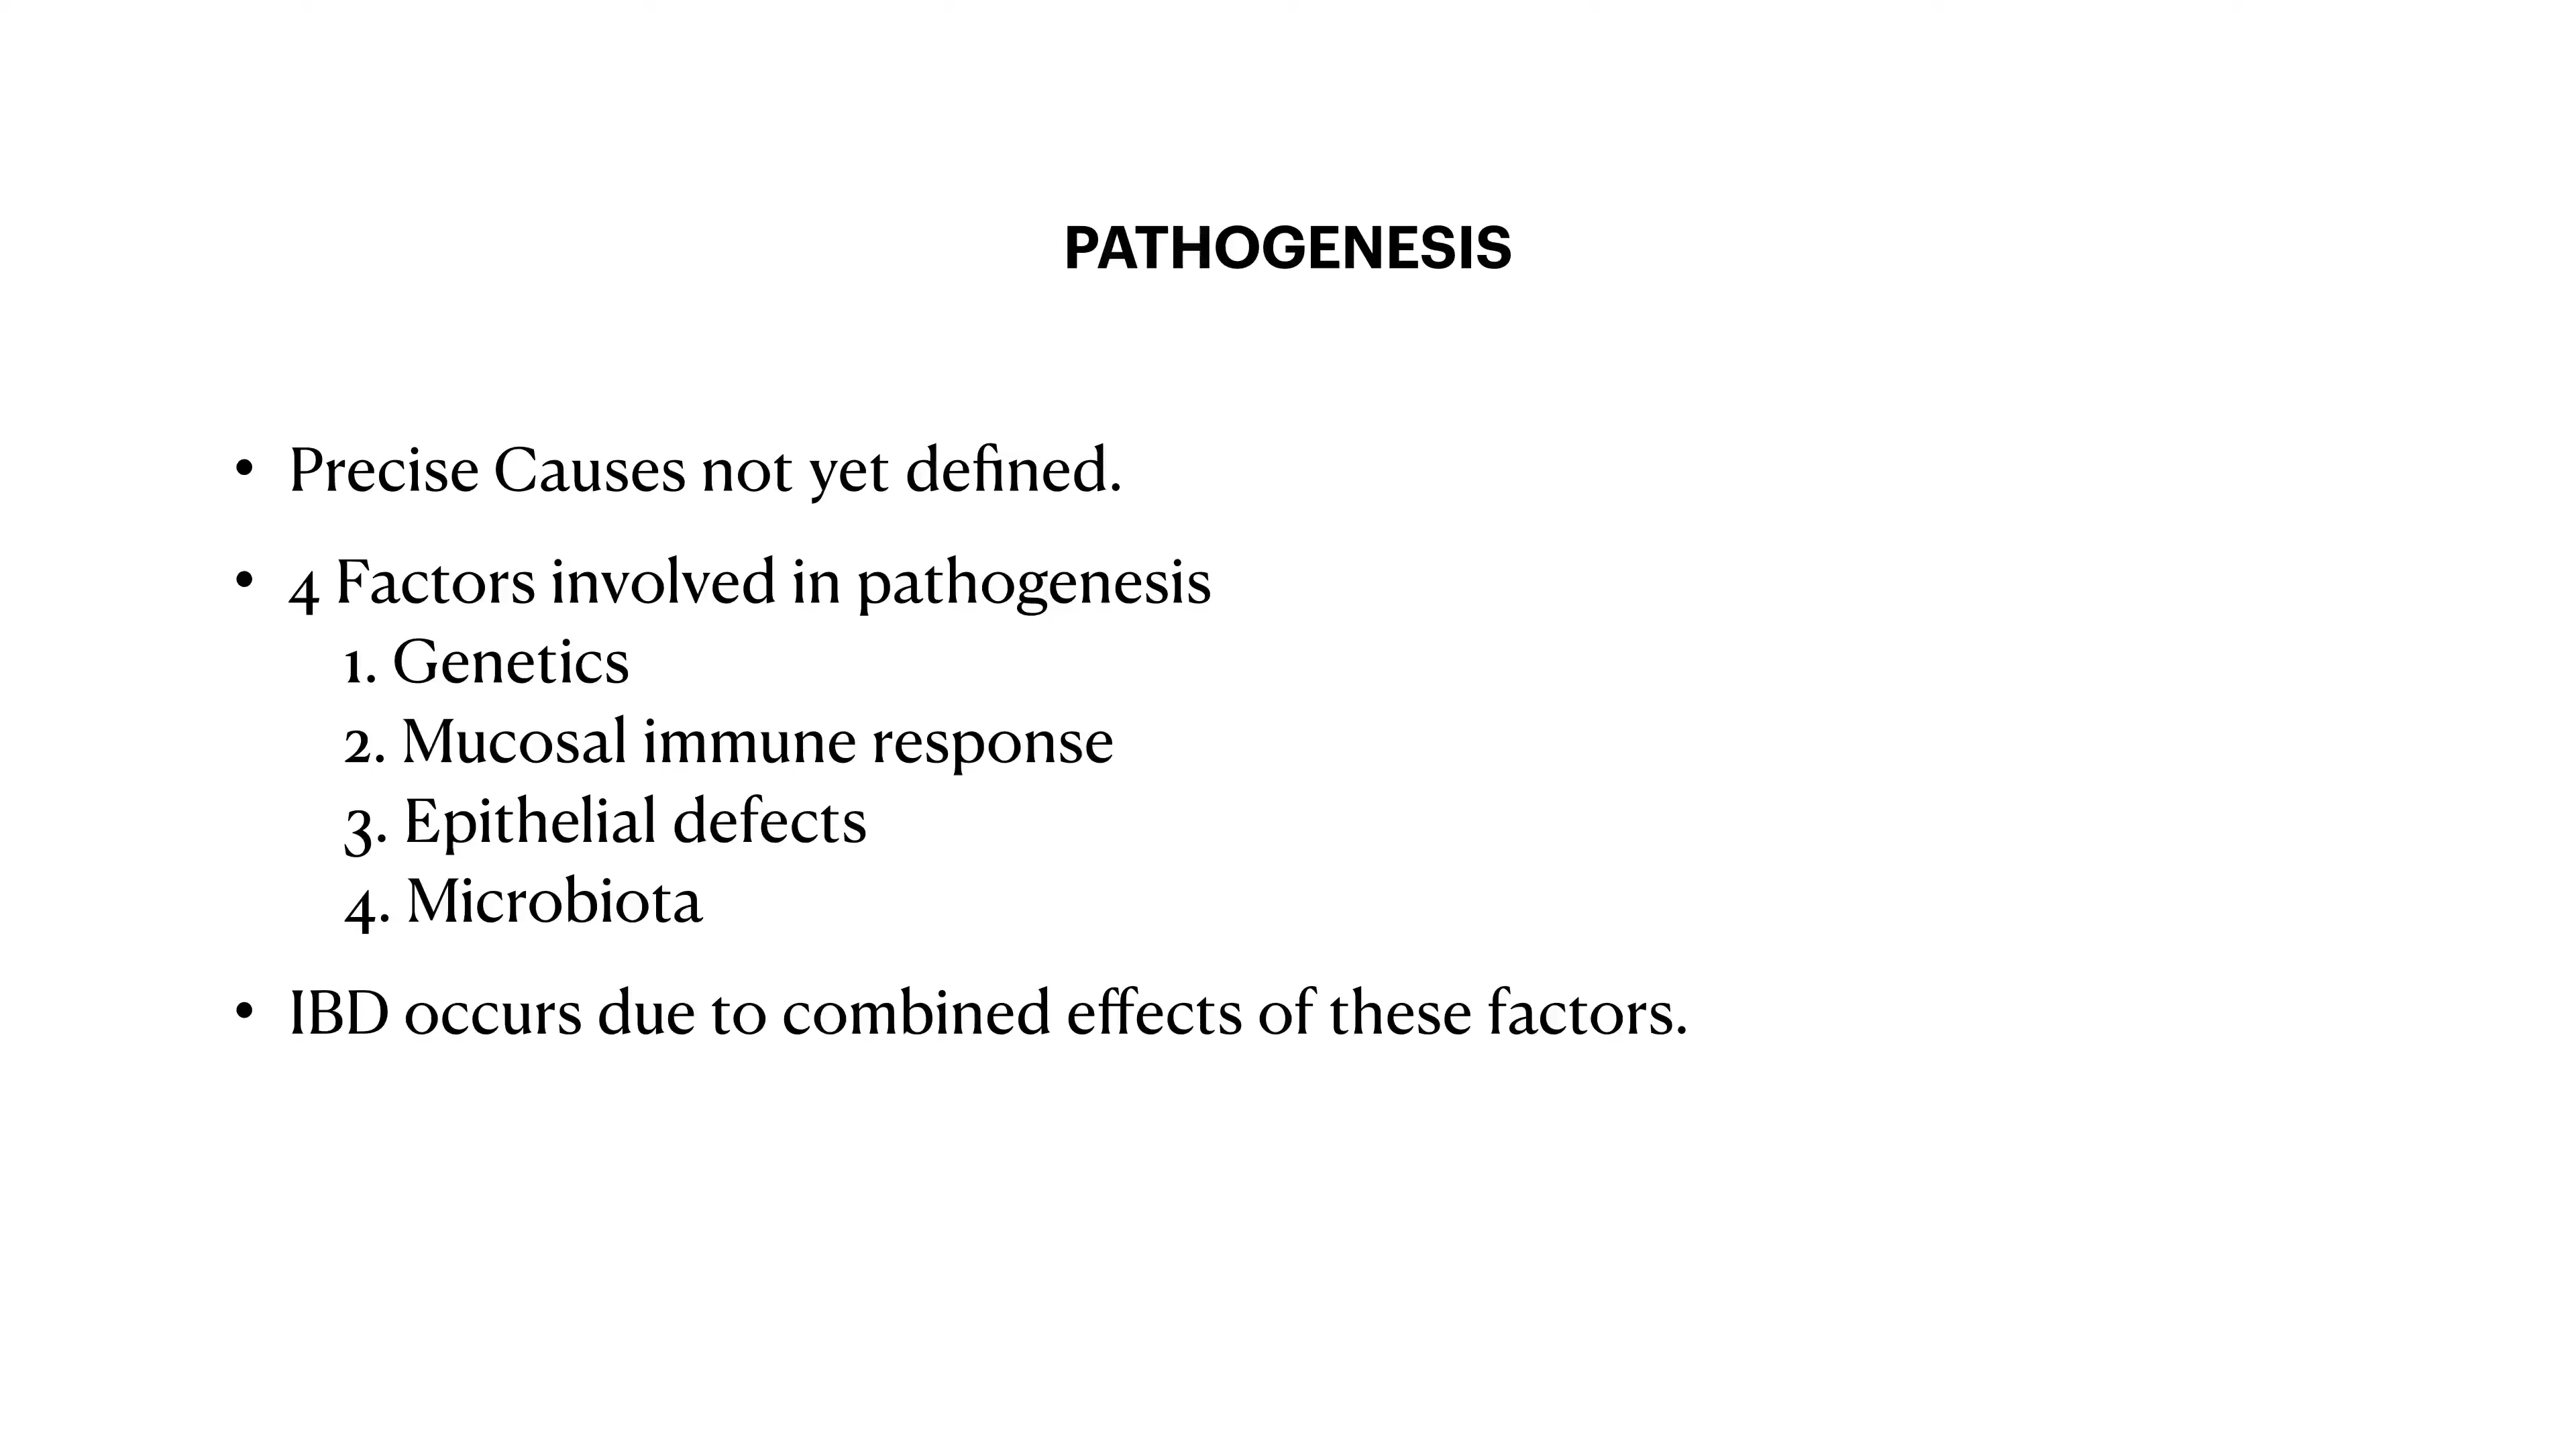 PATHOGENESIS
• Precise Causes not yet defined.
• 4 Factors involved in pathogenesis
1. Genetics
2. Mucosal immune response
3. Epithelial defects
4. Microbiota
• IBD occurs due to combined effects of these factors.